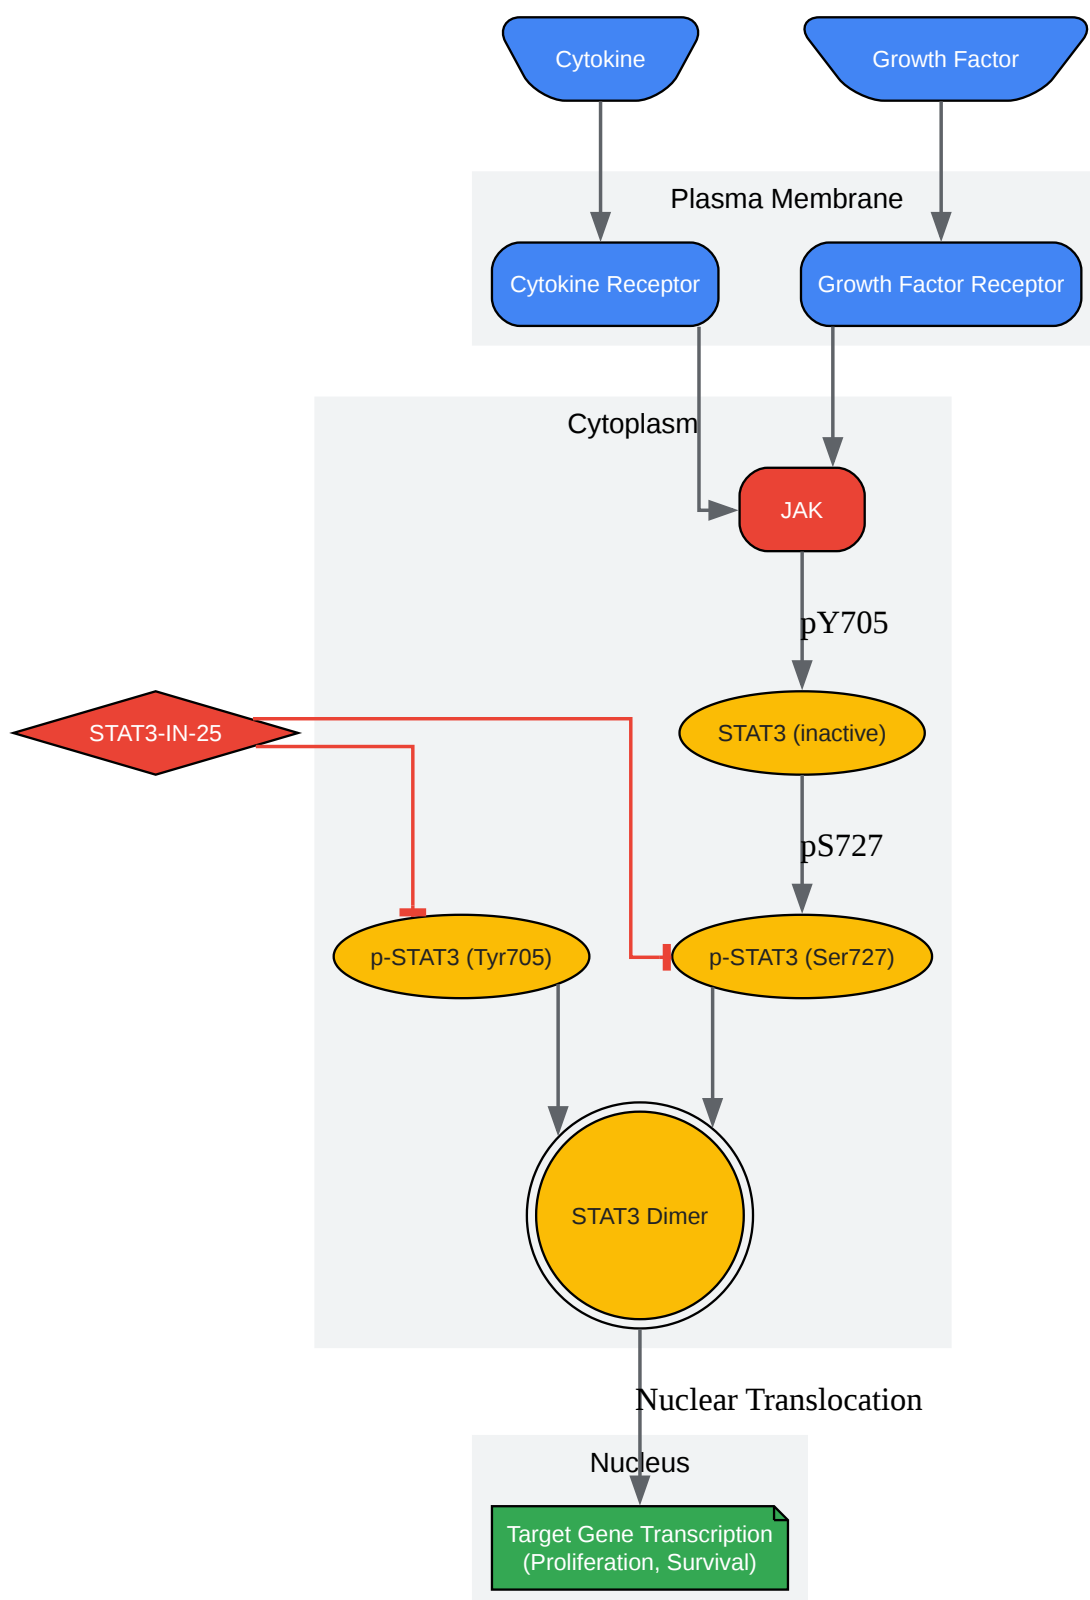 Cytokine
Growth Factor
Plasma Membrane
Cytokine Receptor
Growth Factor Receptor
Cytoplasm
JAK
pY705
STAT3-IN-25
STAT3 (inactive)
pS727
p-STAT3 (Tyr705)
p-STAT3 (Ser727)
STAT3 Dimer
Nuclear Translocation
Nucleus
Target Gene Transcription
(Proliferation, Survival)